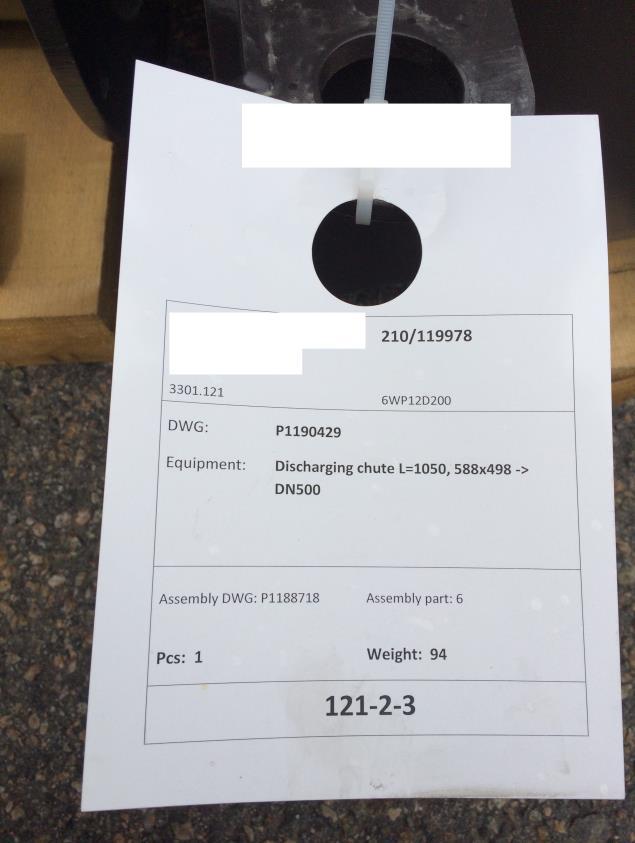 210/119978
3301.121 6WP12D200
DWG: P1190429
Equipment: Discharging chute L=1050, 588x498 ->
DN500
Assembly DWG: P1188718 Assembly part: 6
Pcs: 1 Weight: 94
121-2-3